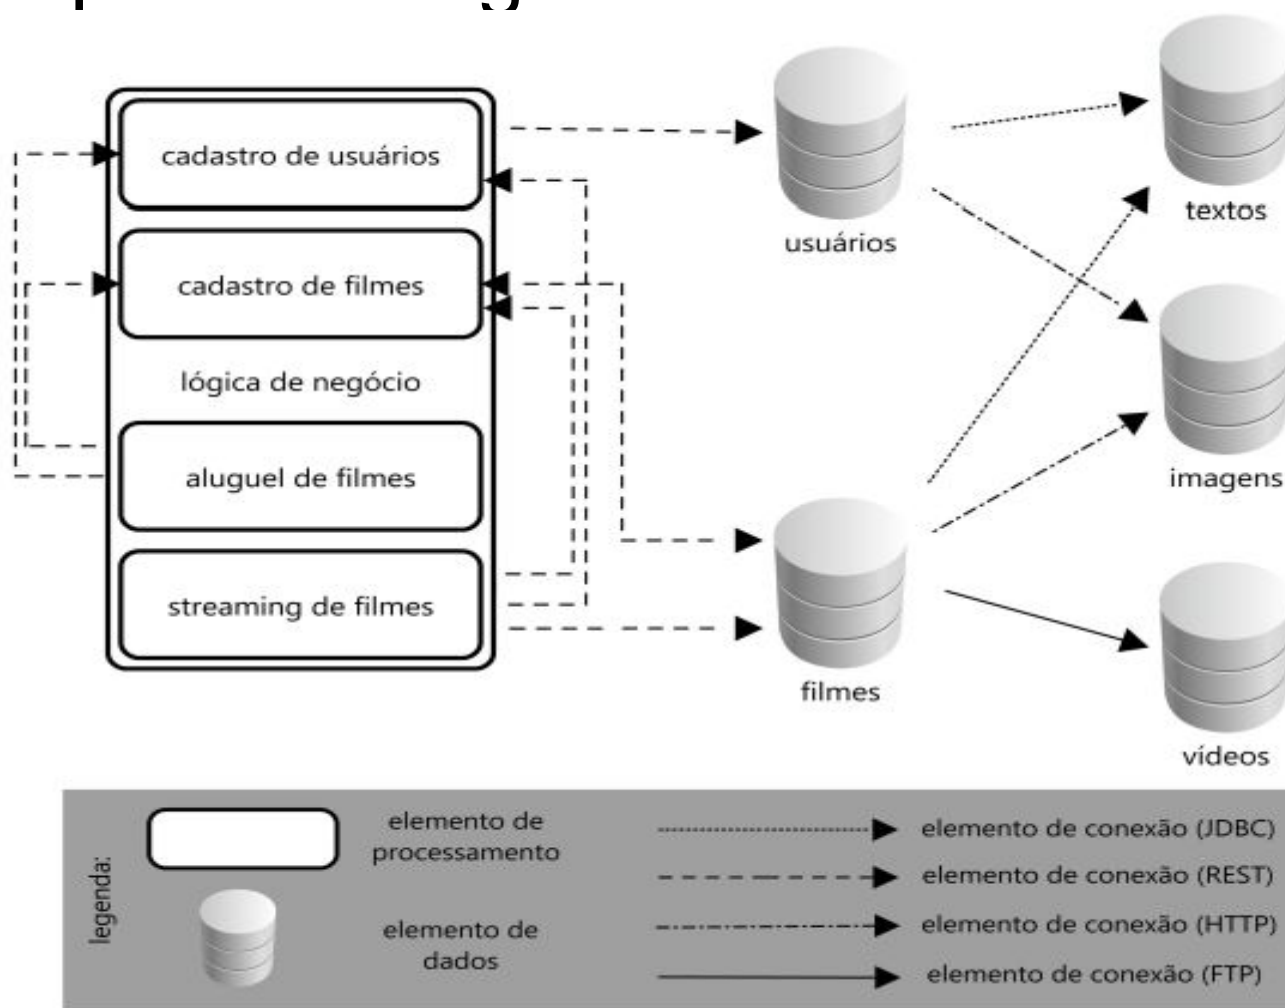 cadastro de usuários
cadastro de filmes
lógica de negócio
aluguel de filmes
streaming de filmes
usuários
filmes
textos
imagens
vídeos
legenda:
elemento de
processamento
elemento de
dados
elemento de conexão (JDBC)
elemento de conexão (REST)
elemento de conexão (HTTP)
elemento de conexão (FTP)